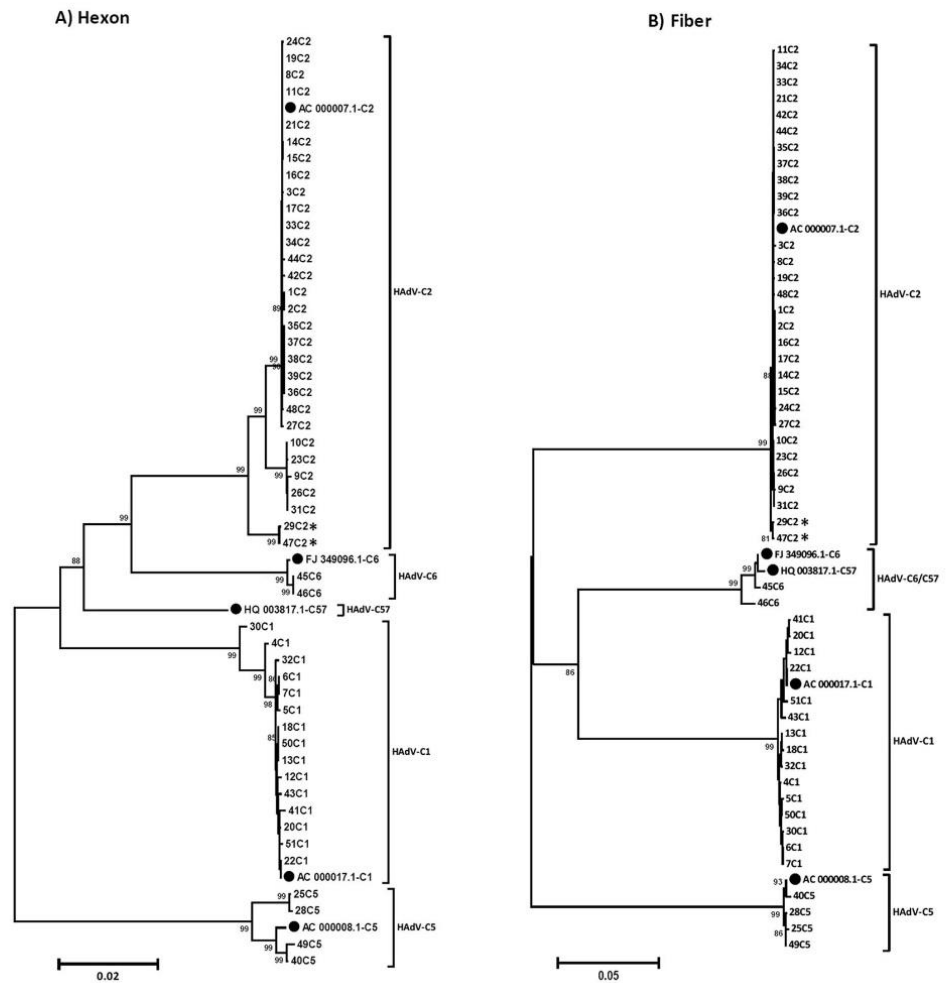 A) Hexon
24C2
19C2
8C2
11C2
AC 000007.1-C2
21C2
14C2
15C2
16C2
3C2
17C2
33C2
34C2
44C2
42C2
1C2
2C2
35C2
37C2
38C2
39C2
36C2
48C2
27C2
10C2
23C2
9C2
26C2
31C2
29C2*
47C2*
FJ 349096.1-C6
45C6
46C6
HQ 003817.1-C57
30C1
4C1
32C1
6C1
7C1
5C1
18C1
50C1
13C1
12C1
43C1
41C1
20C1
51C1
22C1
AC 000017.1-C1
25C5
28C5
AC 000008.1-C5
49C5
40C5
HAdV-C2
HAdV-C6
HAdV-C57
HAdV-C1
HAdV-C5
89
99
99
99
99
99
99
99
88
99
99
98
85
99
99
99
0.02
B) Fiber
11C2
34C2
33C2
21C2
42C2
44C2
35C2
37C2
38C2
39C2
36C2
AC 000007.1-C2
3C2
8C2
19C2
48C2
1C2
2C2
16C2
17C2
14C2
15C2
24C2
27C2
10C2
23C2
26C2
9C2
31C2
29C2 *
47C2 *
FJ 349096.1-C6
HQ 003817.1-C57
45C6
46C6
41C1
20C1
12C1
22C1
AC 000017.1-C1
51C1
43C1
13C1
18C1
32C1
4C1
5C1
50C1
30C1
6C1
7C1
AC 000008.1-C5
40C5
28C5
25C5
49C5
HAdV-C2
HAdV-C6/C57
HAdV-C1
HAdV-C5
99
81
99
99
86
99
93
99
86
0.05